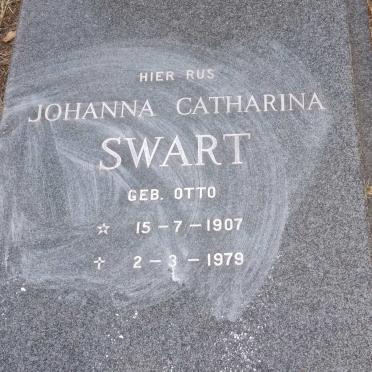 HIER RUS
JOHANNA CATHARINA
SWART
GEB. OTTO
☆ 15-7-1907
✝ 2-3-1979